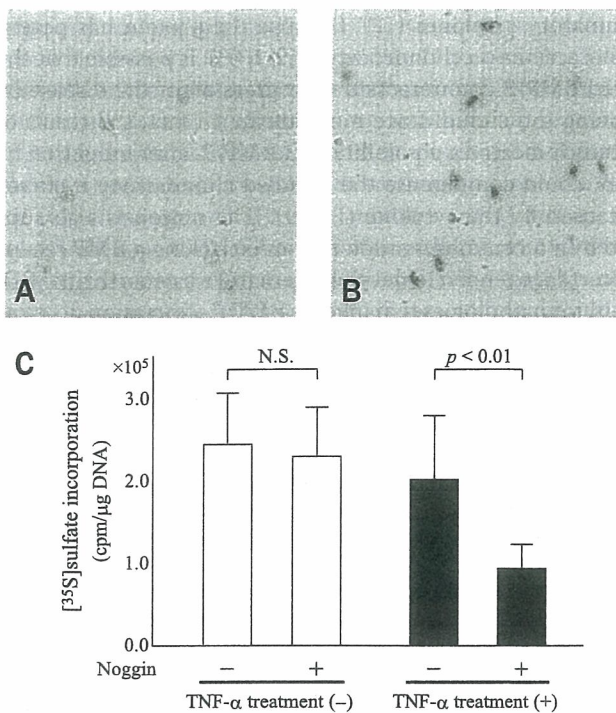 A
B
C
×10⁵
N.S.
p < 0.01
[³⁵S]sulfate incorporation
(cpm/μg DNA)
3.0
2.0
1.0
0.0
Noggin − + − +
TNF-α treatment (−) TNF-α treatment (+)